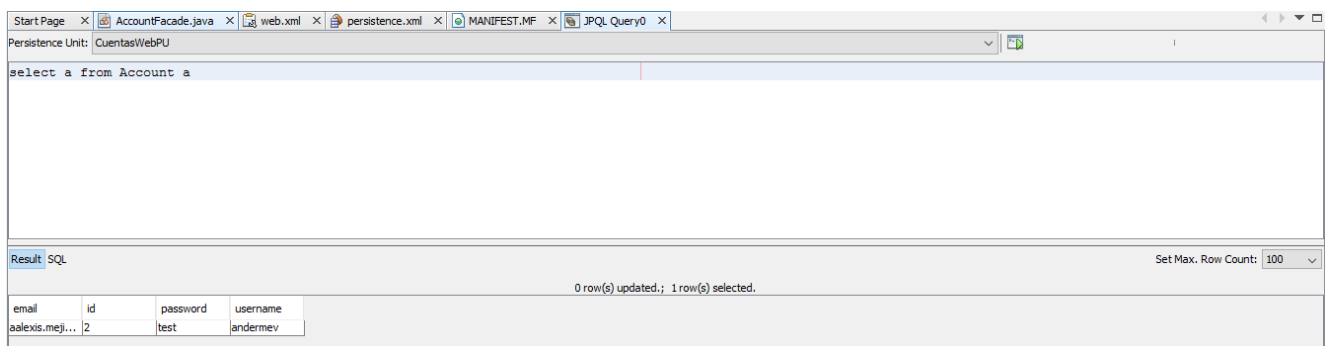 Start Page AccountFacade.java web.xml persistence.xml MANIFEST.MF JPQL Query0
Persistence Unit: CuentasWebPU
select a from Account a
Result SQL Set Max. Row Count: 100
0 row(s) updated.; 1 row(s) selected.
email id password username
aalexis.meji... 2 test andermev